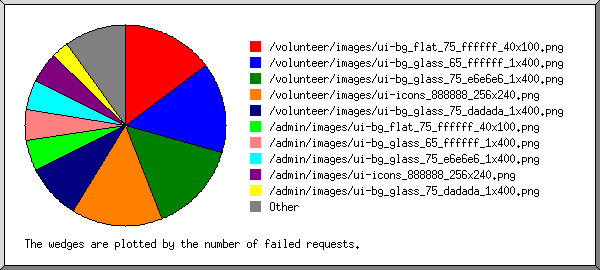 /volunteer/images/ui-bg_flat_75_ffffff_40x100.png
/volunteer/images/ui-bg_glass_65_ffffff_1x400.png
/volunteer/images/ui-bg_glass_75_e6e6e6_1x400.png
/volunteer/images/ui-icons_888888_256x240.png
/volunteer/images/ui-bg_glass_75_dadada_1x400.png
/admin/images/ui-bg_flat_75_ffffff_40x100.png
/admin/images/ui-bg_glass_65_ffffff_1x400.png
/admin/images/ui-bg_glass_75_e6e6e6_1x400.png
/admin/images/ui-icons_888888_256x240.png
/admin/images/ui-bg_glass_75_dadada_1x400.png
Other
The wedges are plotted by the number of failed requests.